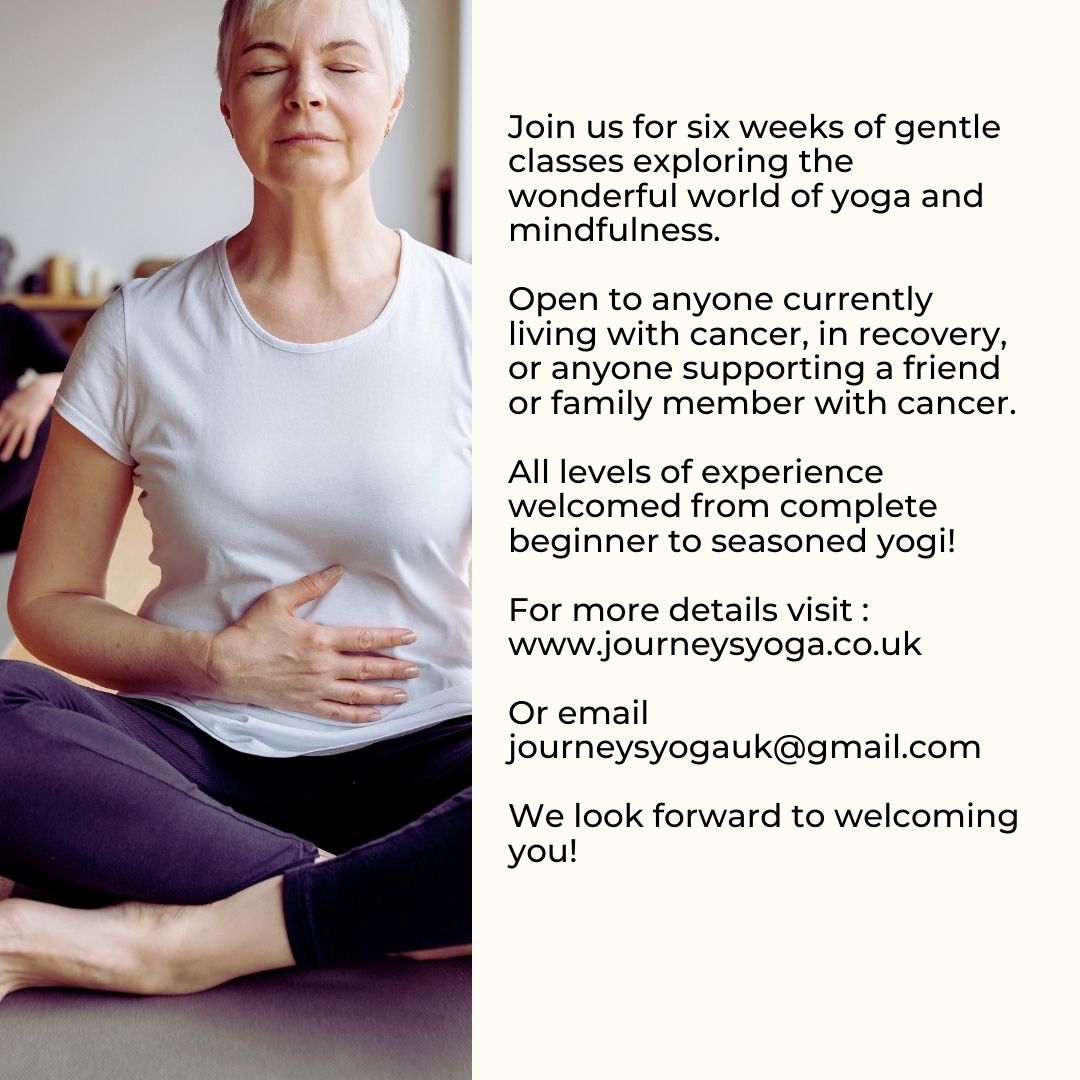 Join us for six weeks of gentle
classes exploring the
wonderful world of yoga and
mindfulness.
Open to anyone currently
living with cancer, in recovery,
or anyone supporting a friend
or family member with cancer.
All levels of experience
welcomed from complete
beginner to seasoned yogi!
For more details visit :
www.journeysyoga.co.uk
Or email
journeysyogauk@gmail.com
We look forward to welcoming
you!